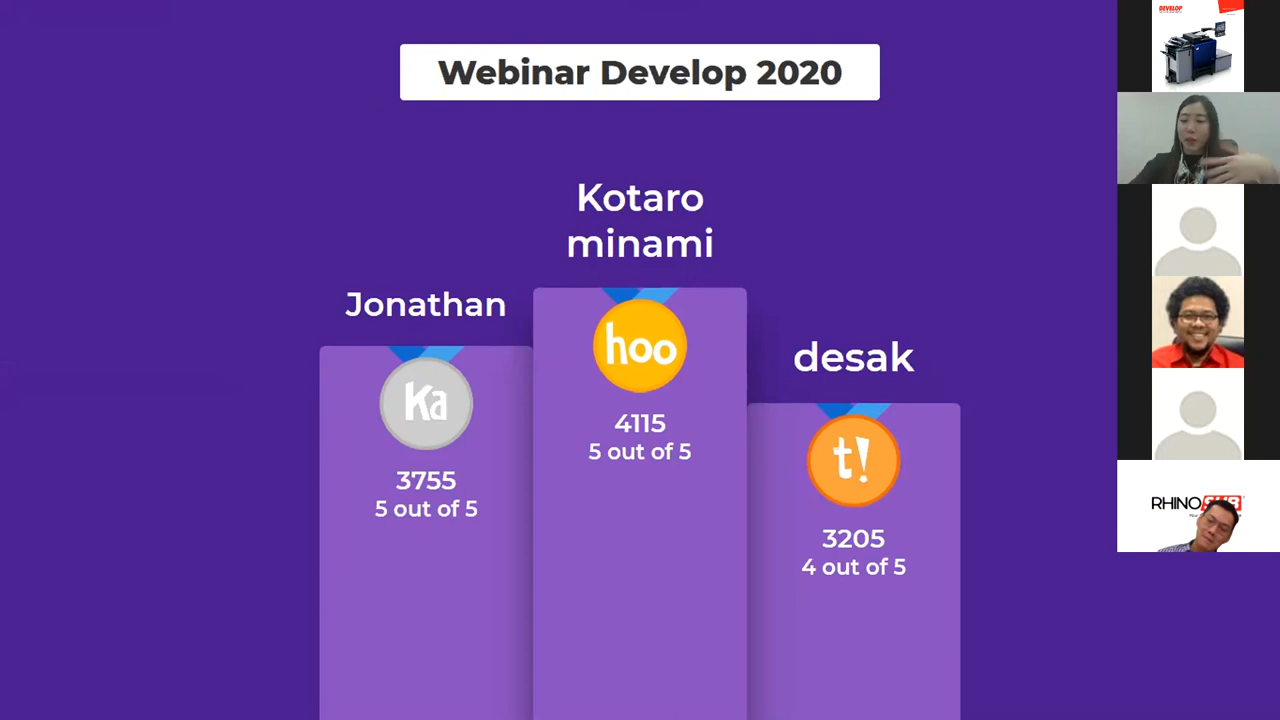 Webinar Develop 2020
Kotaro
minami
Jonathan
desak
hoo
Ka
t!
4115
5 out of 5
3755
5 out of 5
3205
4 out of 5
DEVELOP
RHINO